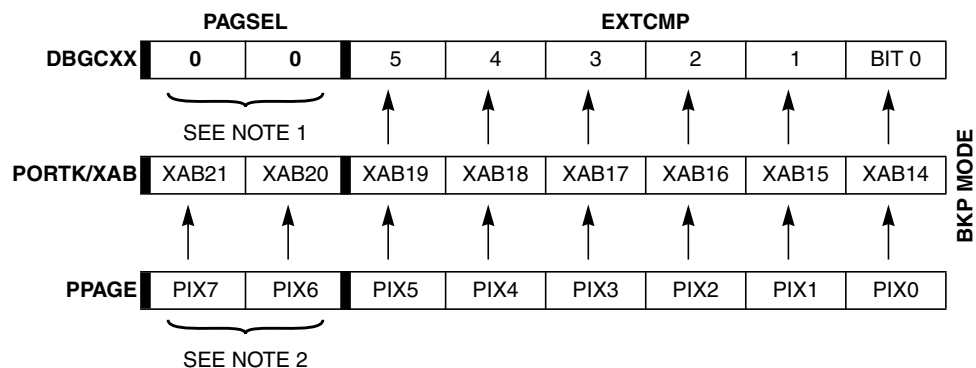 PAGSEL EXTCMP
DBGCXX 0 0 5 4 3 2 1 BIT 0
SEE NOTE 1
PORTK/XAB XAB21 XAB20 XAB19 XAB18 XAB17 XAB16 XAB15 XAB14
PPAGE PIX7 PIX6 PIX5 PIX4 PIX3 PIX2 PIX1 PIX0
SEE NOTE 2
BKP MODE